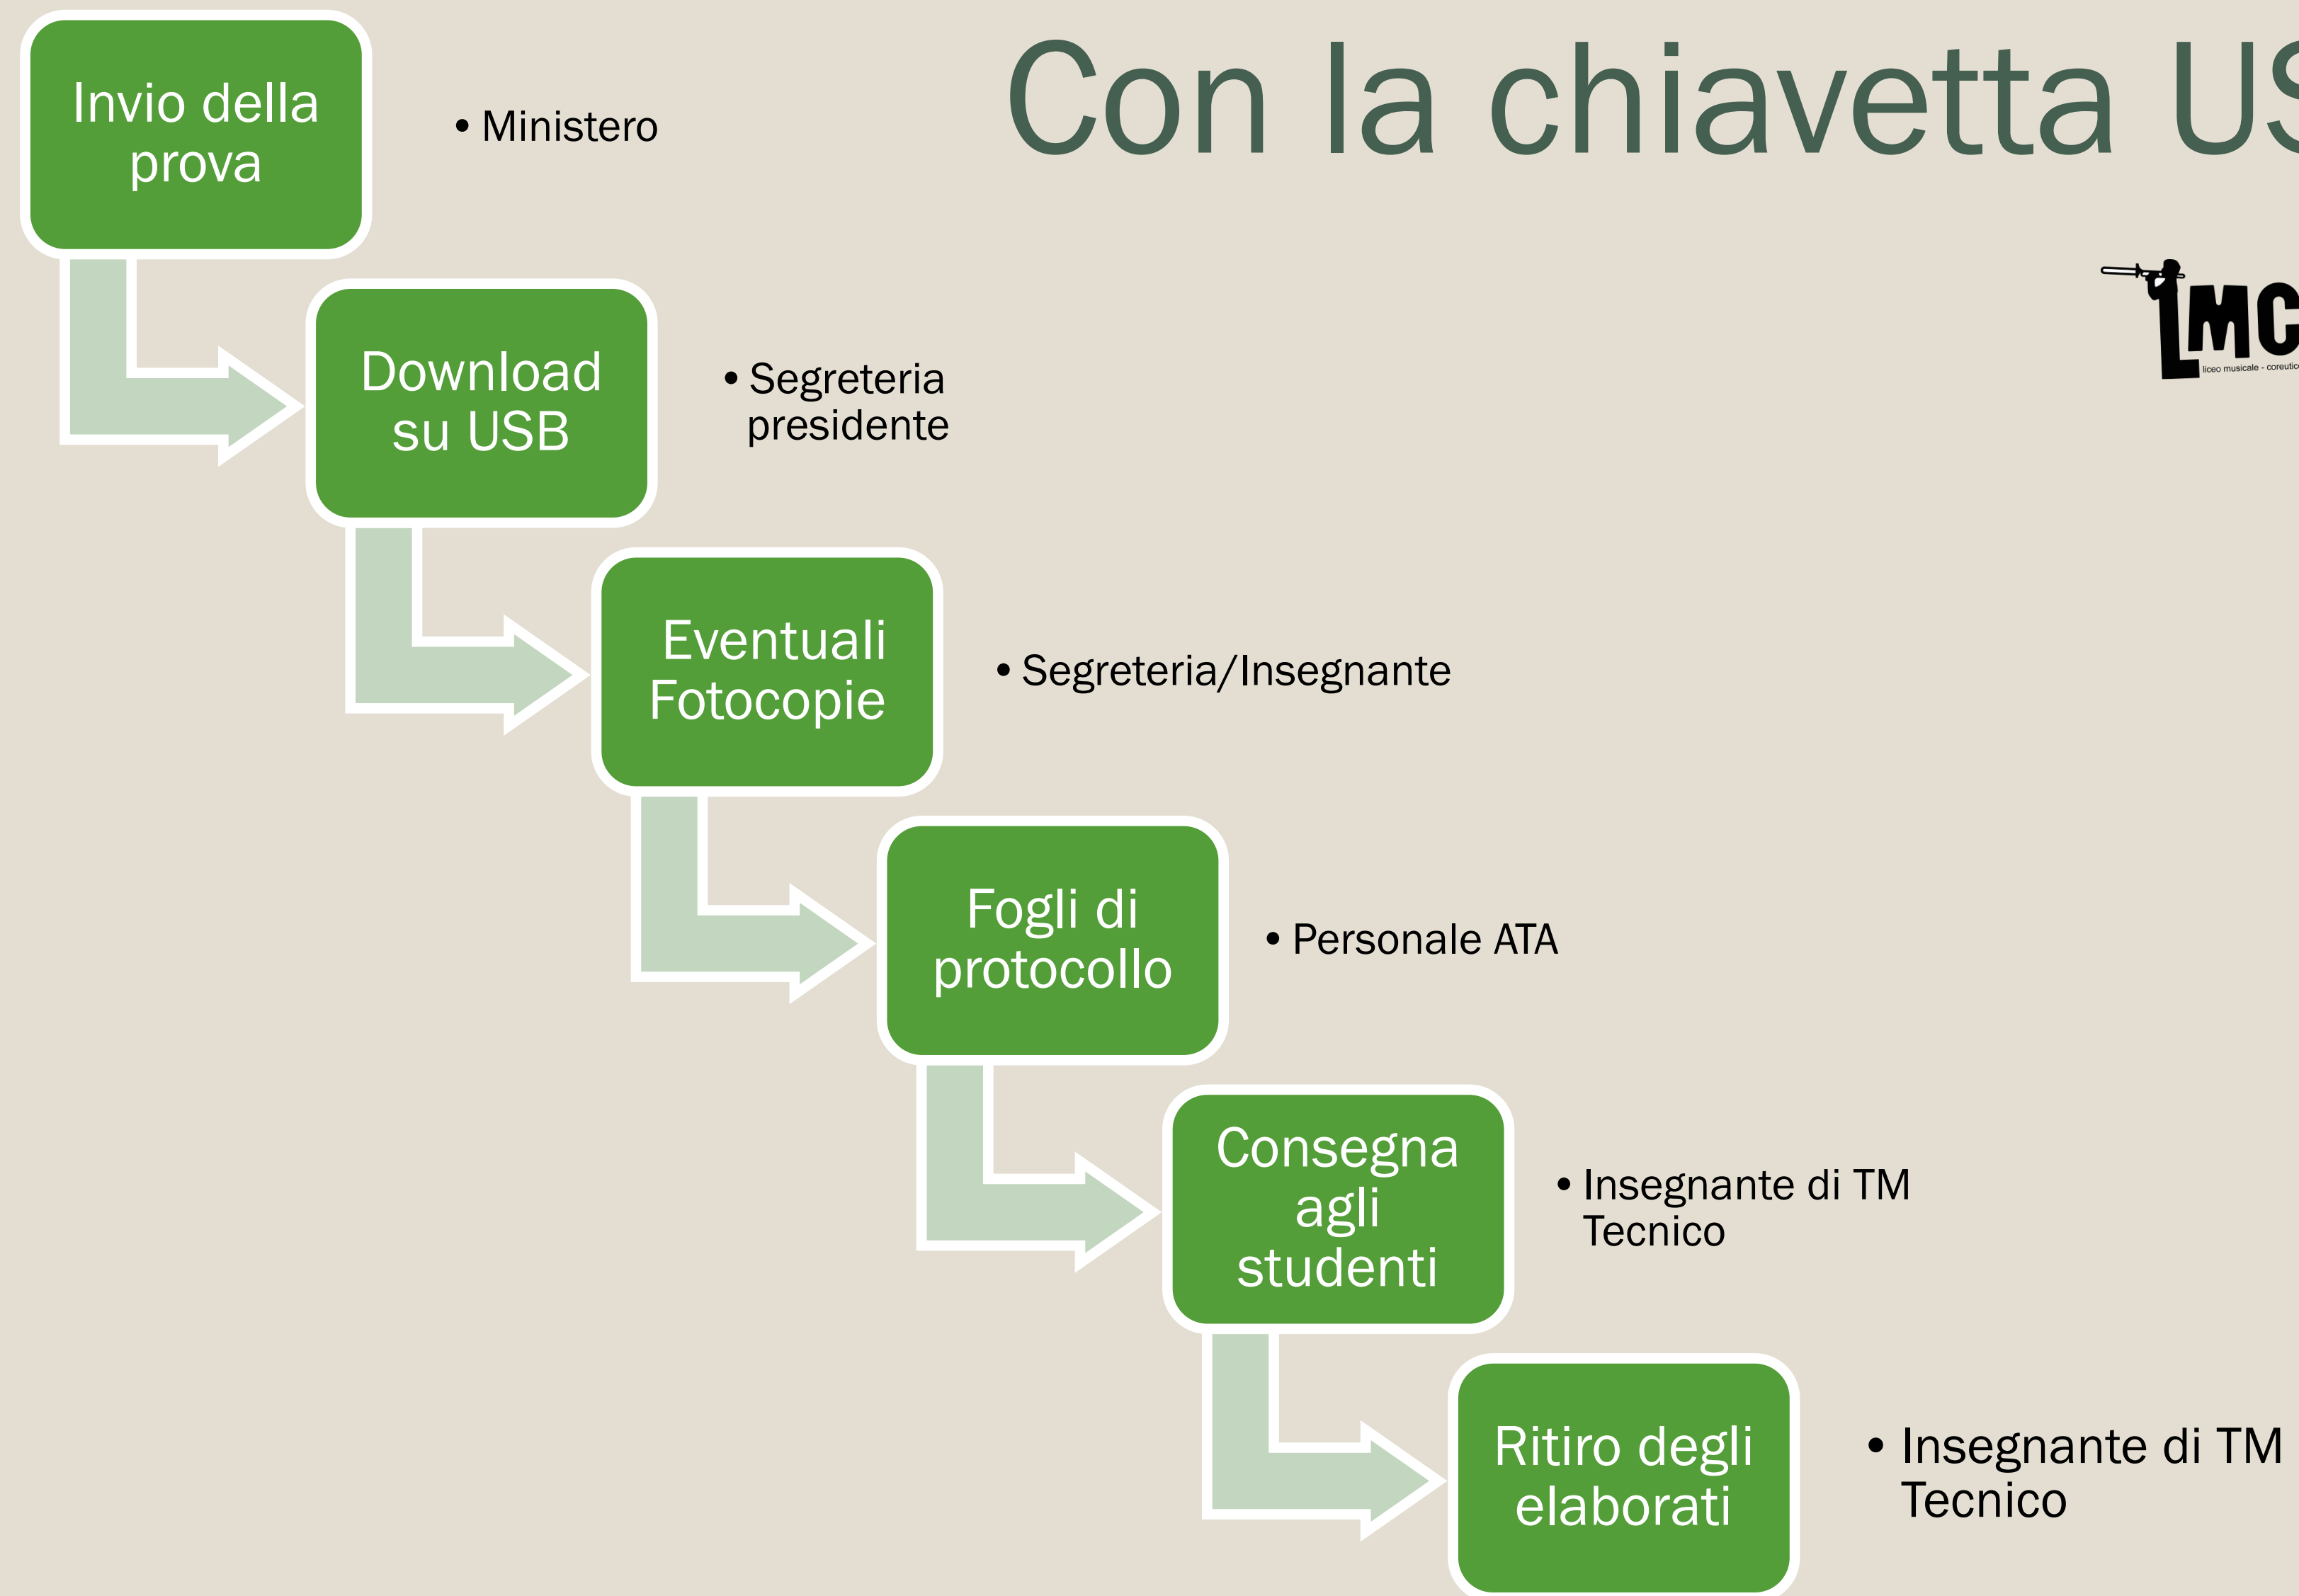 Con la chiavetta US
Invio della
prova
• Ministero
LMC
liceo musicale - coreutico
Download
su USB
• Segreteria
presidente
Eventuali
Fotocopie
• Segreteria/Insegnante
Fogli di
protocollo
• Personale ATA
Consegna
agli
studenti
• Insegnante di TM
Tecnico
Ritiro degli
elaborati
• Insegnante di TM
Tecnico